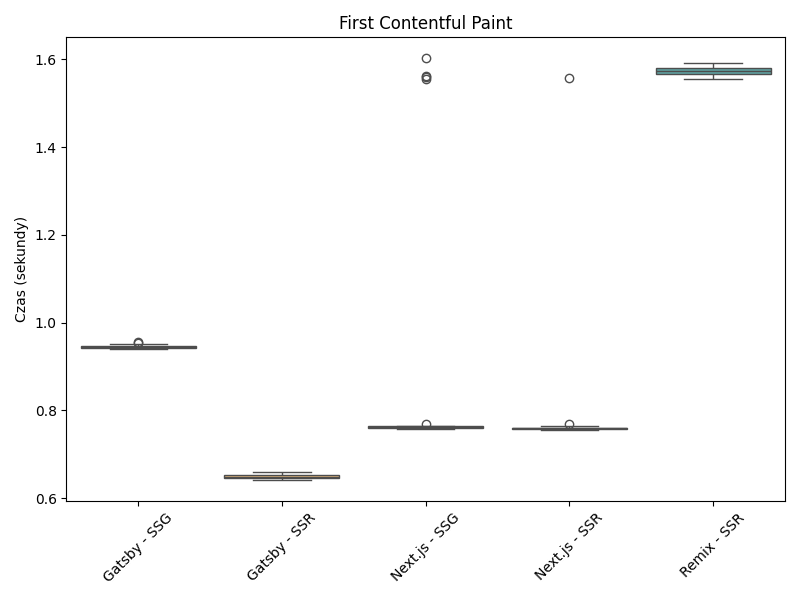 First Contentful Paint
Czas (sekundy)
1.6
1.4
1.2
1.0
0.8
0.6
Gatsby - SSG
Gatsby - SSR
Next.js - SSG
Next.js - SSR
Remix - SSR